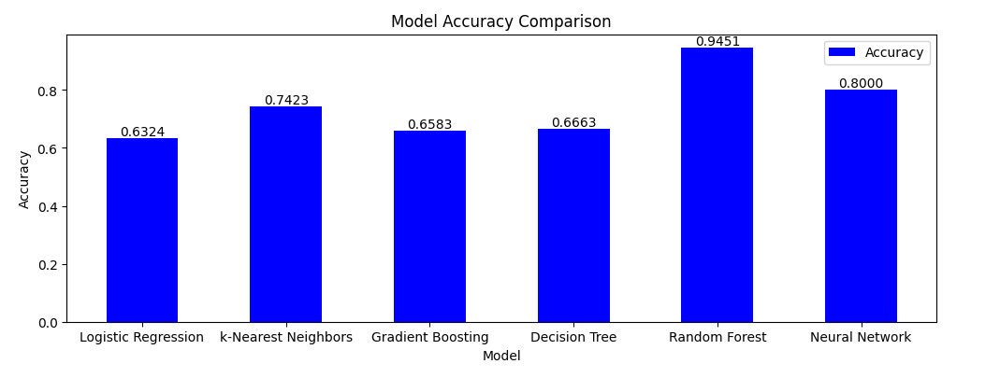 Model Accuracy Comparison
Accuracy
0.6324
0.7423
0.6583
0.6663
0.9451
0.8000
Accuracy
0.8
0.6
0.4
0.2
0.0
Logistic Regression k-Nearest Neighbors Gradient Boosting Decision Tree Random Forest Neural Network
Model